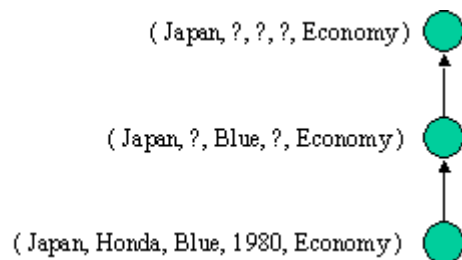 ( Japan, ?, ?, ?, Economy )
( Japan, ?, Blue, ?, Economy )
( Japan, Honda, Blue, 1980, Economy )